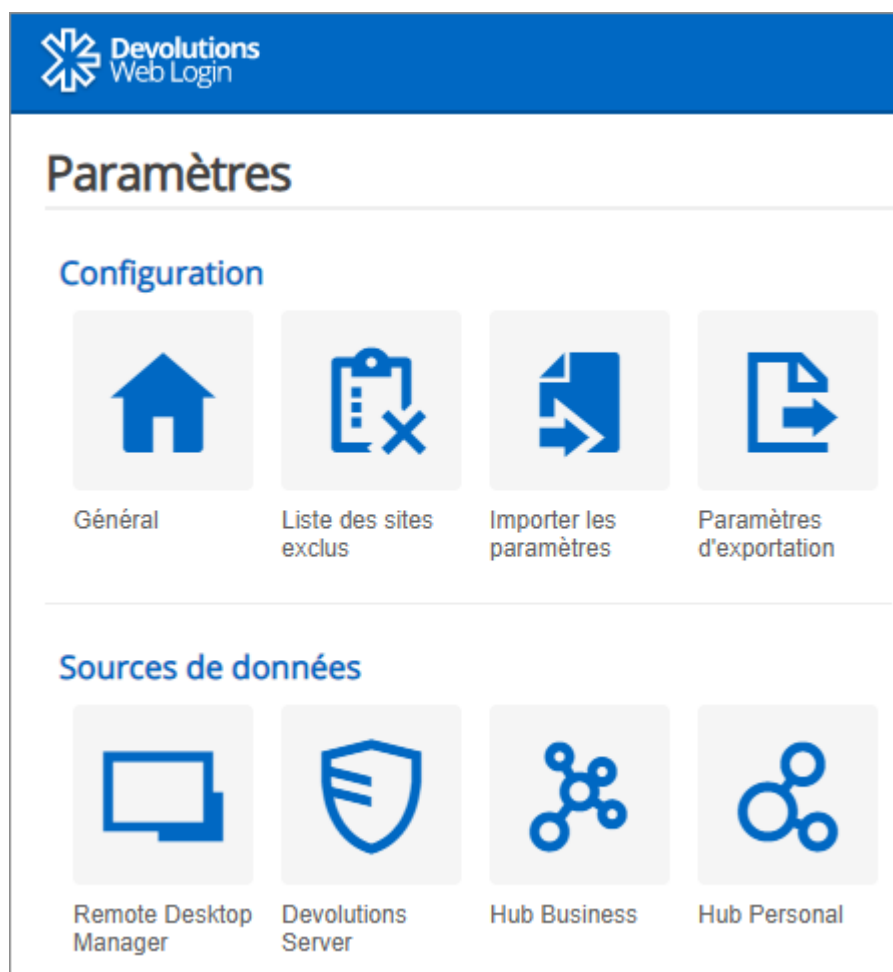 Devolutions
Web Login
Paramètres
Configuration
Général
Liste des sites
exclus
Importer les
paramètres
Paramètres
d'exportation
Sources de données
Remote Desktop
Manager
Devolutions
Server
Hub Business
Hub Personal